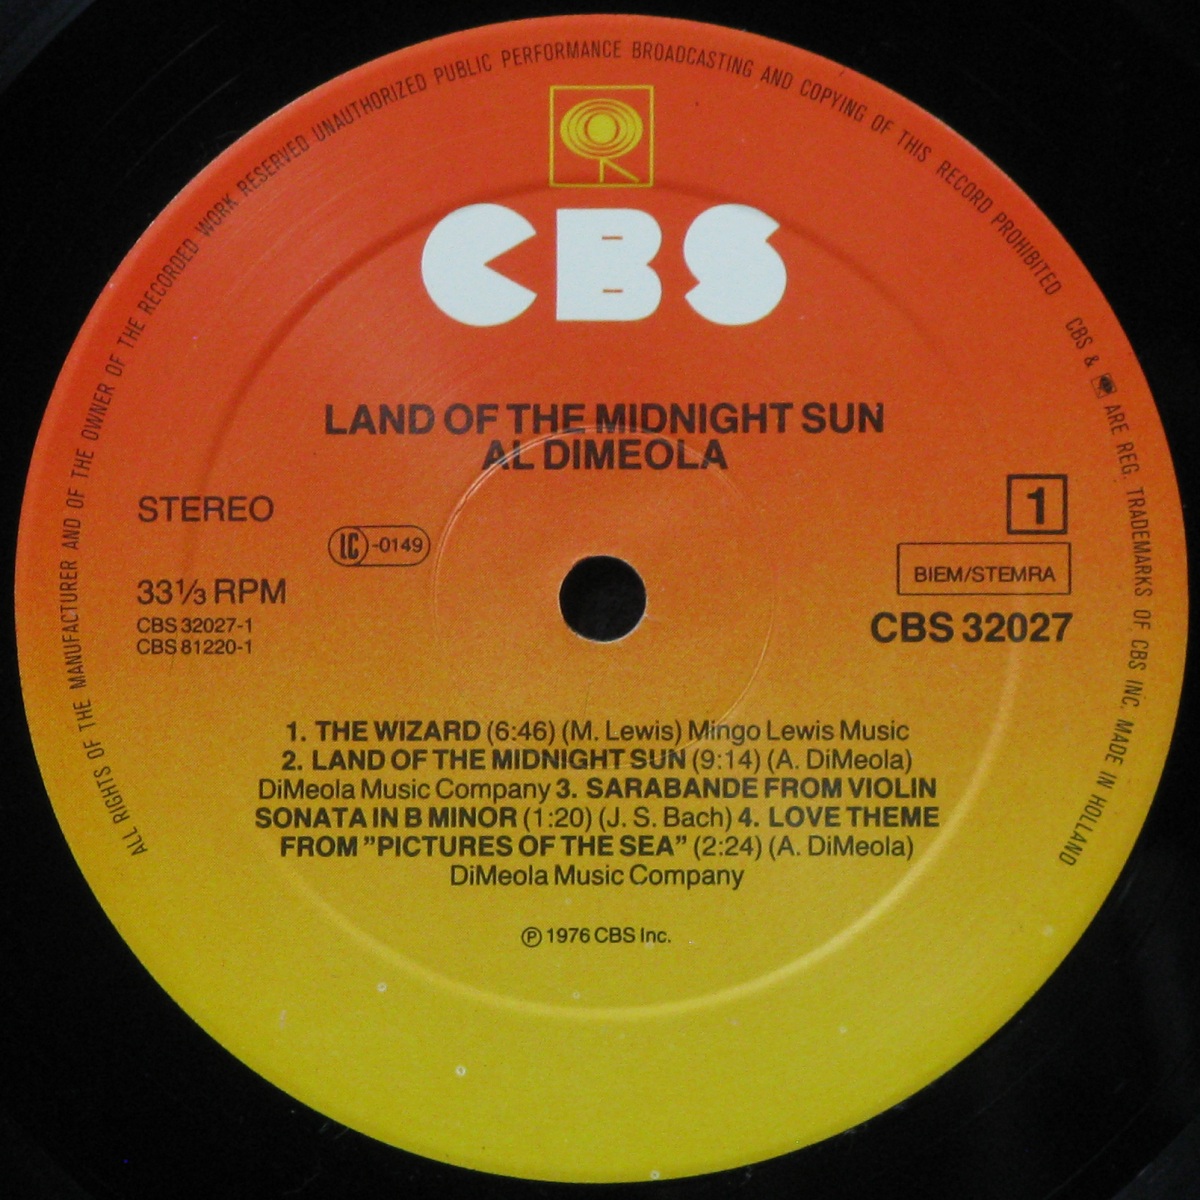 ALL RIGHTS OF THE MANUFACTURER AND OF THE OWNER OF THE RECORDED WORK RESERVED UNAUTHORIZED PUBLIC PERFORMANCE BROADCASTING AND COPYING OF THIS RECORD PROHIBITED
CBS & ARE REG. TRADEMARKS OF CBS INC. MADE IN HOLLAND
CBS
LAND OF THE MIDNIGHT SUN
AL DIMEOLA
STEREO
LC -0149
33⅓ RPM
CBS 32027-1
CBS 81220-1
1
BIEM/STEMRA
CBS 32027
1. THE WIZARD (6:46) (M. Lewis) Mingo Lewis Music
2. LAND OF THE MIDNIGHT SUN (9:14) (A. DiMeola)
DiMeola Music Company 3. SARABANDE FROM VIOLIN
SONATA IN B MINOR (1:20) (J. S. Bach) 4. LOVE THEME
FROM ”PICTURES OF THE SEA” (2:24) (A. DiMeola)
DiMeola Music Company
℗ 1976 CBS Inc.